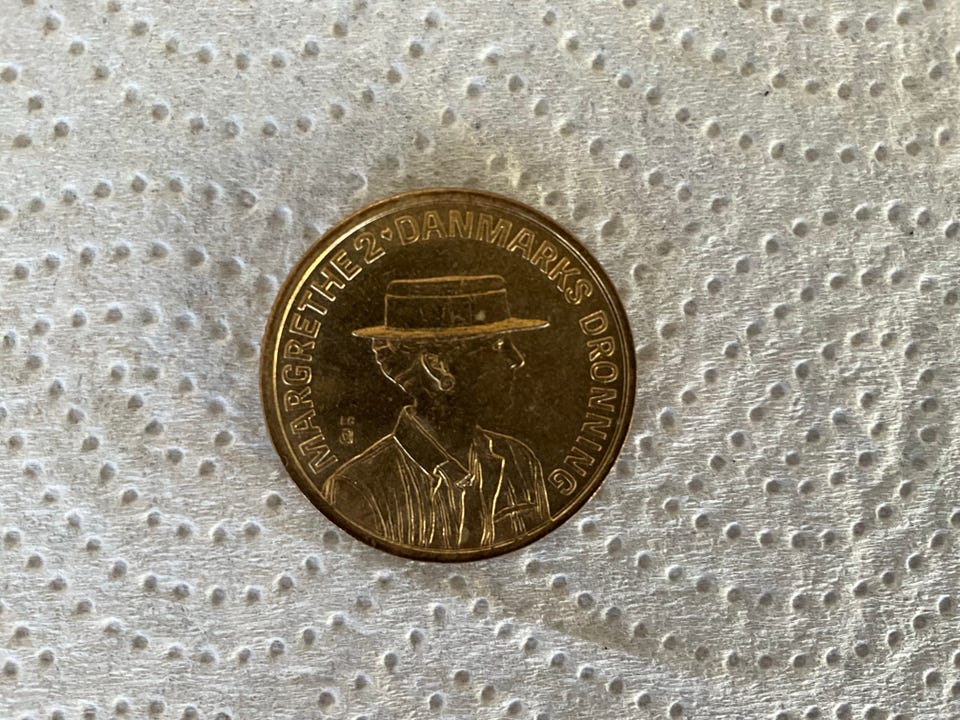 MARGRETHE 2 ♥ DANMARKS DRONNING